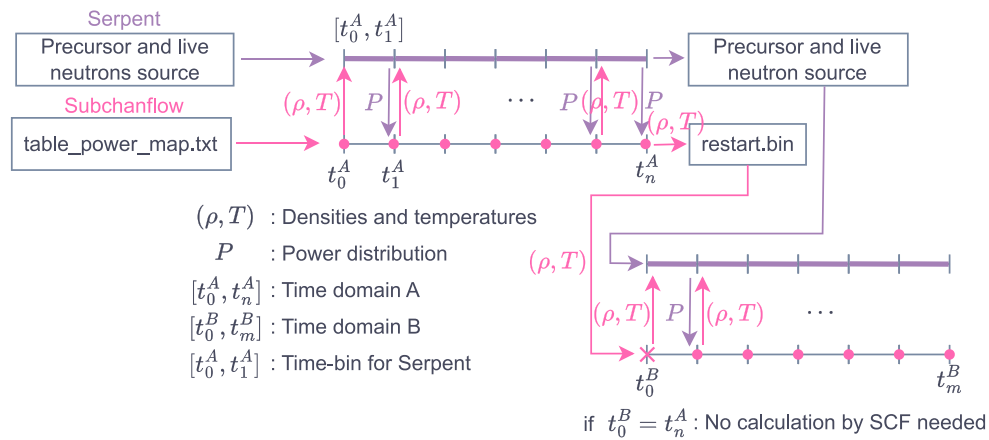 Serpent
Precursor and live
neutrons source
[t_0^A, t_1^A]
Precursor and live
neutron source
Subchanflow
table_power_map.txt
(ρ, T)
P
(ρ, T)
...
P
(ρ, T)
P
(ρ, T)
restart.bin
t_0^A
t_1^A
t_n^A
(ρ, T) : Densities and temperatures
P : Power distribution
[t_0^A, t_n^A] : Time domain A
[t_0^B, t_m^B] : Time domain B
[t_0^A, t_1^A] : Time-bin for Serpent
(ρ, T)
(ρ, T)
P
(ρ, T)
...
t_0^B
t_m^B
if t_0^B = t_n^A : No calculation by SCF needed